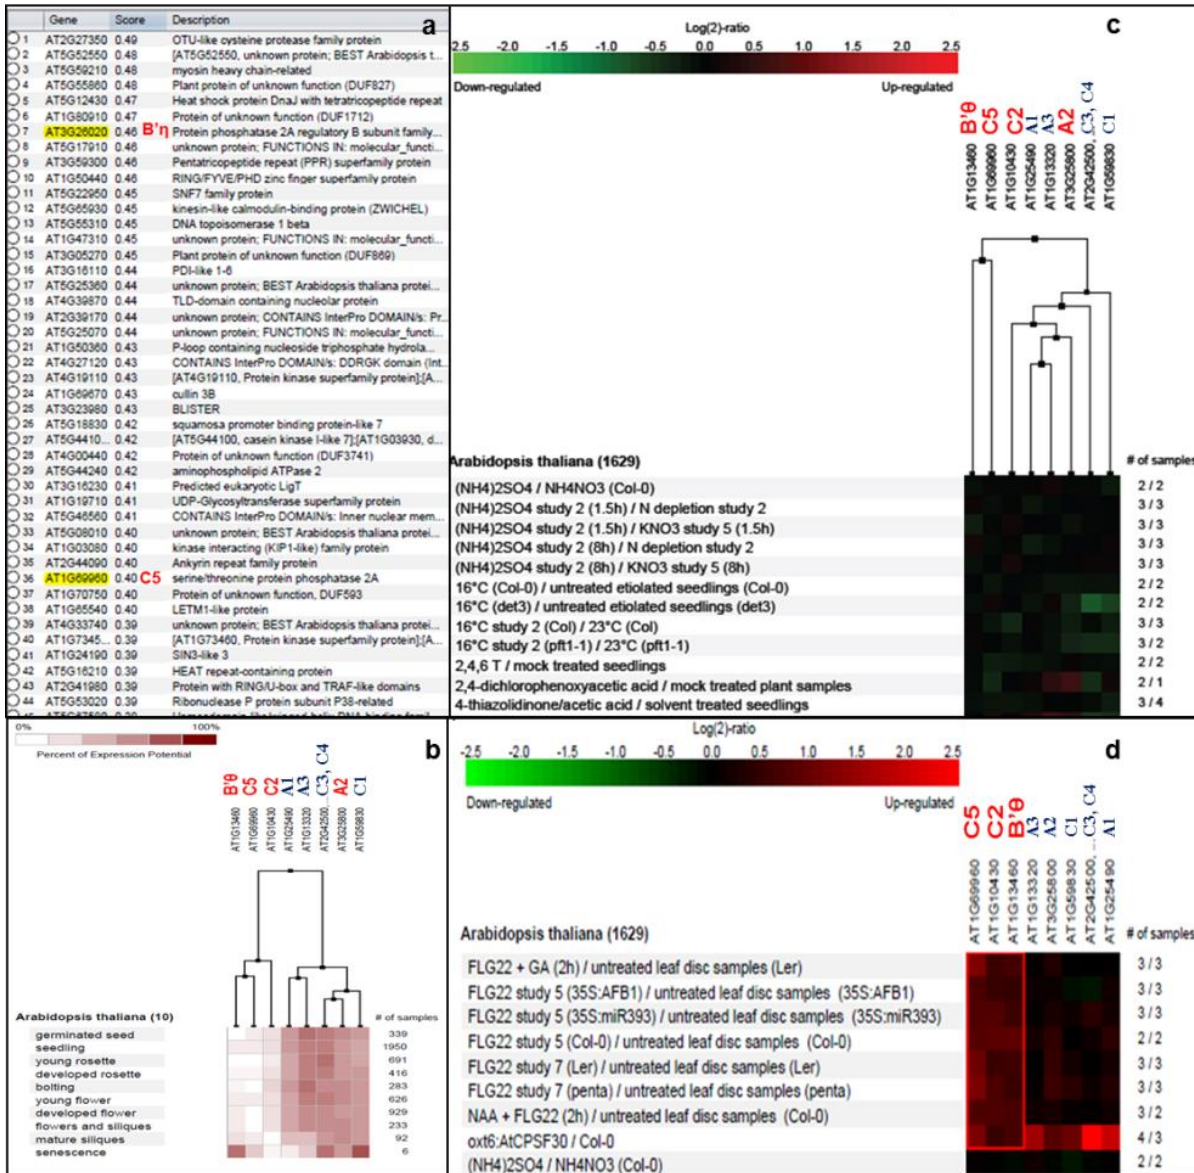 a
Gene Score Description
1 AT2G27350 0.49 OTU-like cysteine protease family protein
2 AT5G52550 0.48 [AT5G52550, unknown protein; BEST Arabidopsis t...
3 AT5G59210 0.48 myosin heavy chain-related
4 AT5G55860 0.48 Plant protein of unknown function (DUF827)
5 AT5G12430 0.47 Heat shock protein DnaJ with tetratricopeptide repeat
6 AT1G80910 0.47 Protein of unknown function (DUF1712)
7 AT3G26020 0.46 B'η Protein phosphatase 2A regulatory B subunit family...
8 AT5G17910 0.46 unknown protein; FUNCTIONS IN: molecular_functi...
9 AT3G59300 0.46 Pentatricopeptide repeat (PPR) superfamily protein
10 AT1G50440 0.46 RING/FYVE/PHD zinc finger superfamily protein
11 AT5G22950 0.45 SNF7 family protein
12 AT5G65930 0.45 kinesin-like calmodulin-binding protein (ZWICHEL)
13 AT5G55310 0.45 DNA topoisomerase 1 beta
14 AT1G47310 0.45 unknown protein; FUNCTIONS IN: molecular_functi...
15 AT3G05270 0.45 Plant protein of unknown function (DUF869)
16 AT3G16110 0.44 PDI-like 1-6
17 AT5G25360 0.44 unknown protein; BEST Arabidopsis thaliana protei...
18 AT4G39870 0.44 TLD-domain containing nucleolar protein
19 AT2G39170 0.44 unknown protein; CONTAINS InterPro DOMAIN/s: Pr...
20 AT5G25070 0.44 unknown protein; FUNCTIONS IN: molecular_functi...
21 AT1G50360 0.43 P-loop containing nucleoside triphosphate hydrola...
22 AT4G27120 0.43 CONTAINS InterPro DOMAIN/s: DDRGK domain (Int...
23 AT4G19110 0.43 [AT4G19110, Protein kinase superfamily protein];[A...
24 AT1G69670 0.43 cullin 3B
25 AT3G23980 0.43 BLISTER
26 AT5G18830 0.42 squamosa promoter binding protein-like 7
27 AT5G4410... 0.42 [AT5G44100, casein kinase I-like 7];[AT1G03930, d...
28 AT4G00440 0.42 Protein of unknown function (DUF3741)
29 AT5G44240 0.42 aminophospholipid ATPase 2
30 AT3G16230 0.41 Predicted eukaryotic LigT
31 AT1G19710 0.41 UDP-Glycosyltransferase superfamily protein
32 AT5G46560 0.41 CONTAINS InterPro DOMAIN/s: Inner nuclear mem...
33 AT5G08010 0.40 unknown protein; BEST Arabidopsis thaliana protei...
34 AT1G03080 0.40 kinase interacting (KIP1-like) family protein
35 AT2G44090 0.40 Ankyrin repeat family protein
36 AT1G69960 0.40 C5 serine/threonine protein phosphatase 2A
37 AT1G70750 0.40 Protein of unknown function, DUF593
38 AT1G65540 0.40 LETM1-like protein
39 AT4G33740 0.39 unknown protein; BEST Arabidopsis thaliana protei...
40 AT1G7345... 0.39 [AT1G73460, Protein kinase superfamily protein];[A...
41 AT1G24190 0.39 SIN3-like 3
42 AT5G16210 0.39 HEAT repeat-containing protein
43 AT2G41980 0.39 Protein with RING/U-box and TRAF-like domains
44 AT5G53020 0.39 Ribonuclease P protein subunit P38-related
c
Log(2)-ratio
-2.5 -2.0 -1.5 -1.0 -0.5 0.0 0.5 1.0 1.5 2.0 2.5
Down-regulated Up-regulated
B'θ C5 C2 A1 A3 A2 C3, C4 C1
AT1G13460 AT1G69960 AT1G10430 AT1G25490 AT1G13320 AT3G25800 AT2G42500,... AT1G59830
Arabidopsis thaliana (1629) # of samples
(NH4)2SO4 / NH4NO3 (Col-0) 2 / 2
(NH4)2SO4 study 2 (1.5h) / N depletion study 2 3 / 3
(NH4)2SO4 study 2 (1.5h) / KNO3 study 5 (1.5h) 3 / 3
(NH4)2SO4 study 2 (8h) / N depletion study 2 3 / 3
(NH4)2SO4 study 2 (8h) / KNO3 study 5 (8h) 3 / 3
16°C (Col-0) / untreated etiolated seedlings (Col-0) 2 / 2
16°C (det3) / untreated etiolated seedlings (det3) 2 / 2
16°C study 2 (Col) / 23°C (Col) 3 / 3
16°C study 2 (pft1-1) / 23°C (pft1-1) 3 / 2
2,4,6 T / mock treated seedlings 2 / 2
2,4-dichlorophenoxyacetic acid / mock treated plant samples 2 / 1
4-thiazolidinone/acetic acid / solvent treated seedlings 3 / 4
b
0% 100%
Percent of Expression Potential
B'θ C5 C2 A1 A3 C3, C4 A2 C1
AT1G13460 AT1G69960 AT1G10430 AT1G25490 AT1G13320 AT2G42500,... AT3G25800 AT1G59830
Arabidopsis thaliana (10) # of samples
germinated seed 339
seedling 1950
young rosette 691
developed rosette 416
bolting 283
young flower 626
developed flower 929
flowers and siliques 233
mature siliques 92
senescence 6
d
Log(2)-ratio
-2.5 -2.0 -1.5 -1.0 -0.5 0.0 0.5 1.0 1.5 2.0 2.5
Down-regulated Up-regulated
C5 C2 B'θ A3 A2 C1 C3, C4 A1
AT1G69960 AT1G10430 AT1G13460 AT1G13320 AT3G25800 AT1G59830 AT2G42500, ... AT1G25490
Arabidopsis thaliana (1629) # of samples
FLG22 + GA (2h) / untreated leaf disc samples (Ler) 3 / 3
FLG22 study 5 (35S:AFB1) / untreated leaf disc samples (35S:AFB1) 3 / 3
FLG22 study 5 (35S:miR393) / untreated leaf disc samples (35S:miR393) 3 / 3
FLG22 study 5 (Col-0) / untreated leaf disc samples (Col-0) 2 / 2
FLG22 study 7 (Ler) / untreated leaf disc samples (Ler) 3 / 3
FLG22 study 7 (penta) / untreated leaf disc samples (penta) 3 / 3
NAA + FLG22 (2h) / untreated leaf disc samples (Col-0) 3 / 2
oxt6:AtCPSF30 / Col-0 4 / 3
(NH4)2SO4 / NH4NO3 (Col-0) 2 / 2